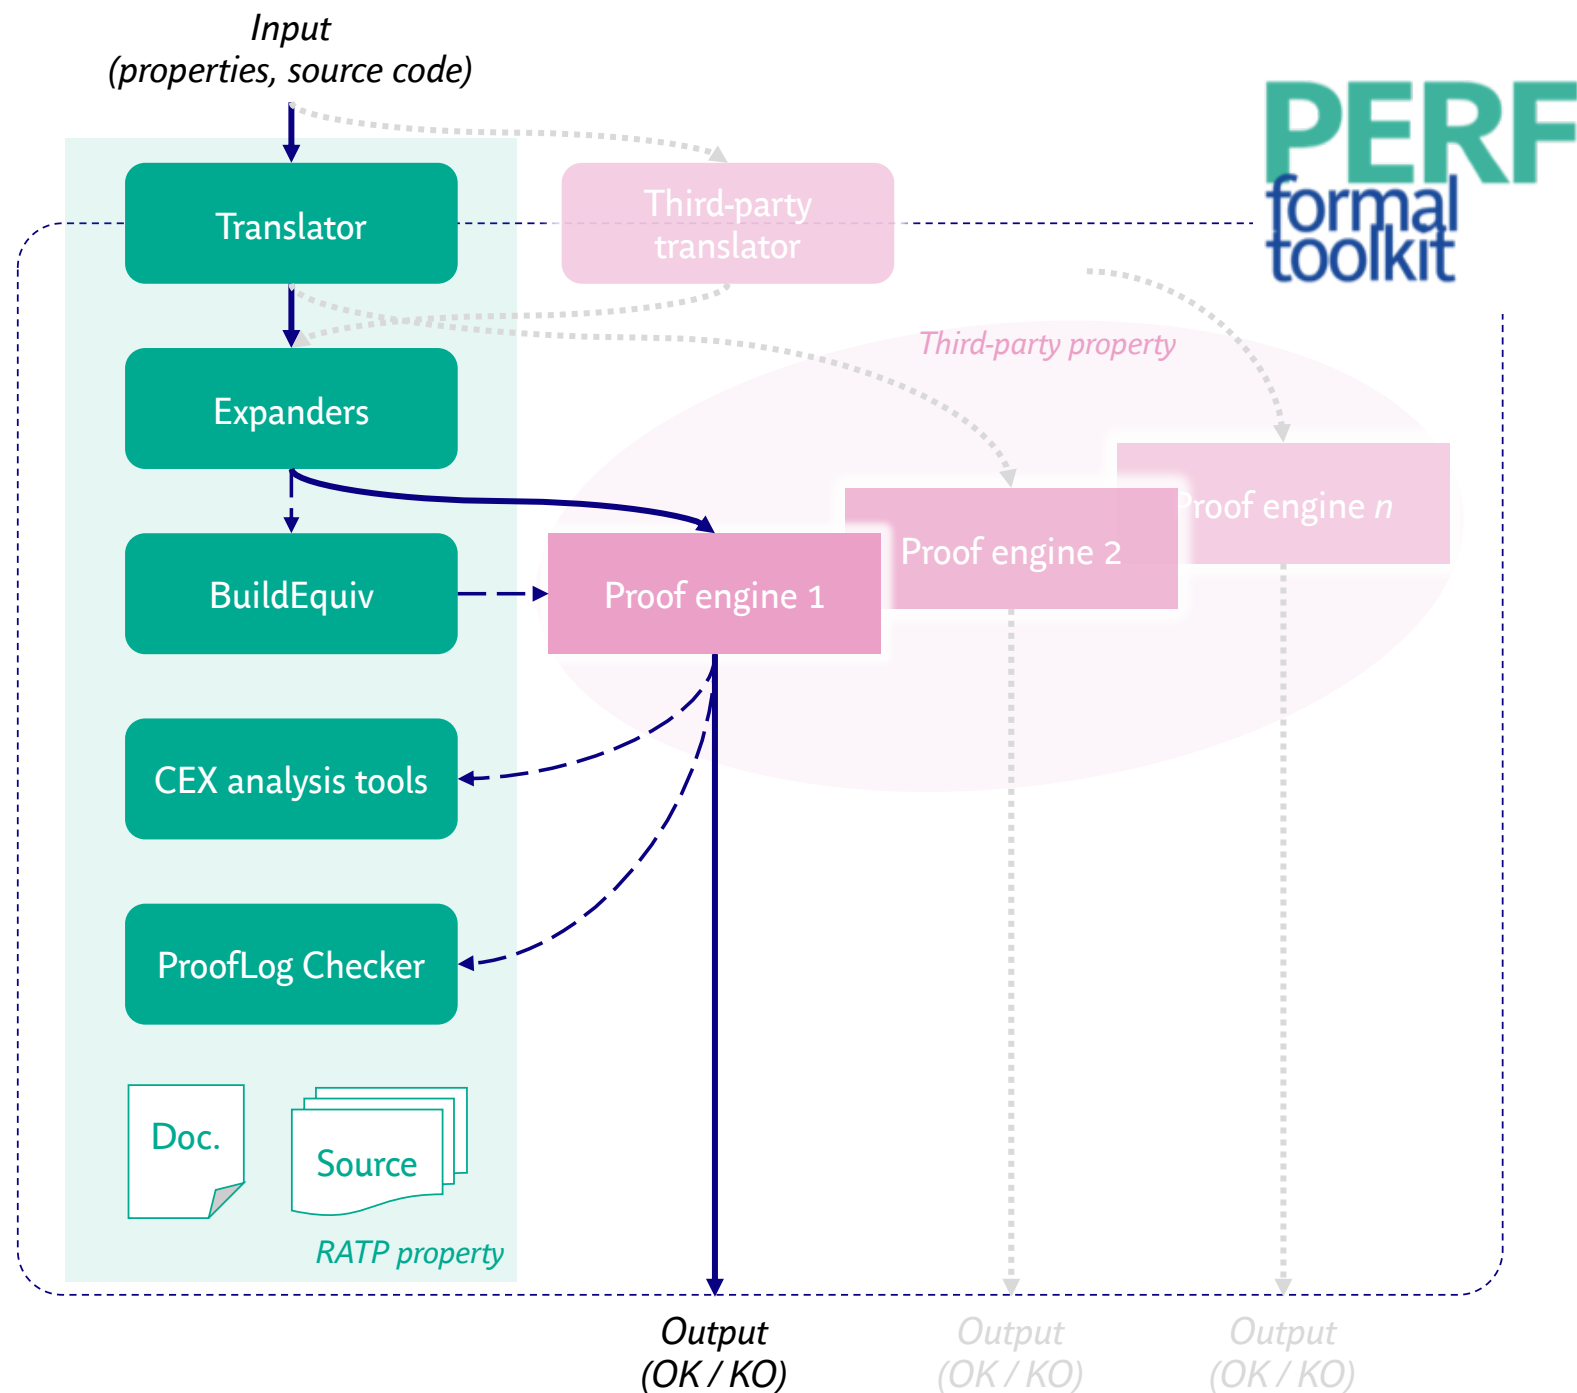 Input
(properties, source code)
PERF
formal
toolkit
Translator
Third-party
translator
Third-party property
Expanders
Proof engine n
Proof engine 2
BuildEquiv
Proof engine 1
CEX analysis tools
ProofLog Checker
Doc.
Source
RATP property
Output
(OK / KO)
Output
(OK / KO)
Output
(OK / KO)